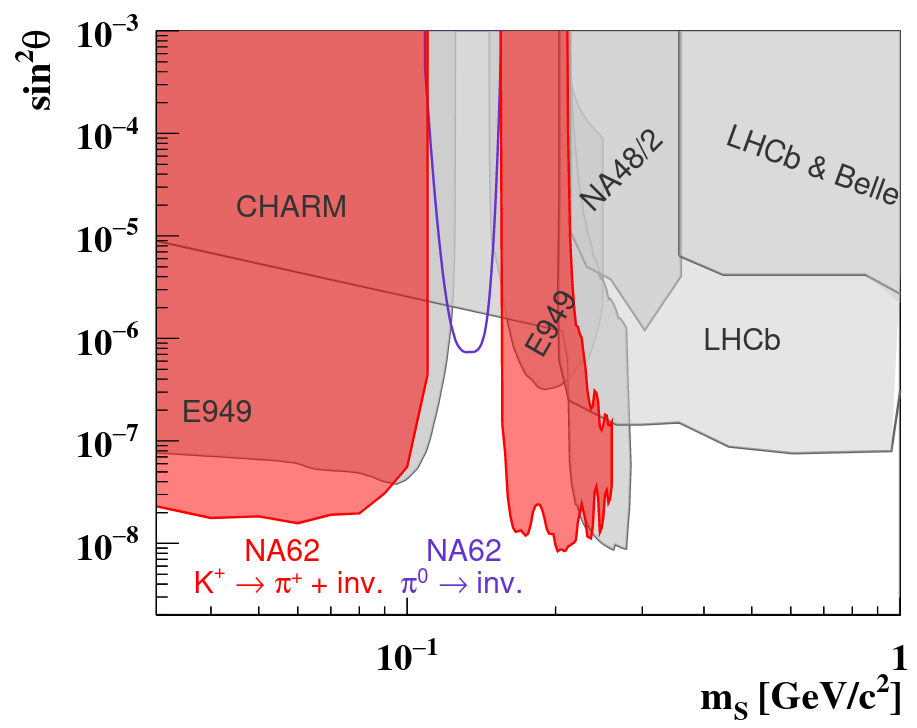 sin²θ
10⁻³
10⁻⁴
10⁻⁵
10⁻⁶
10⁻⁷
10⁻⁸
CHARM
E949
E949
NA48/2
LHCb & Belle
LHCb
NA62
K⁺ → π⁺ + inv.
NA62
π⁰ → inv.
10⁻¹
1
m_S [GeV/c²]